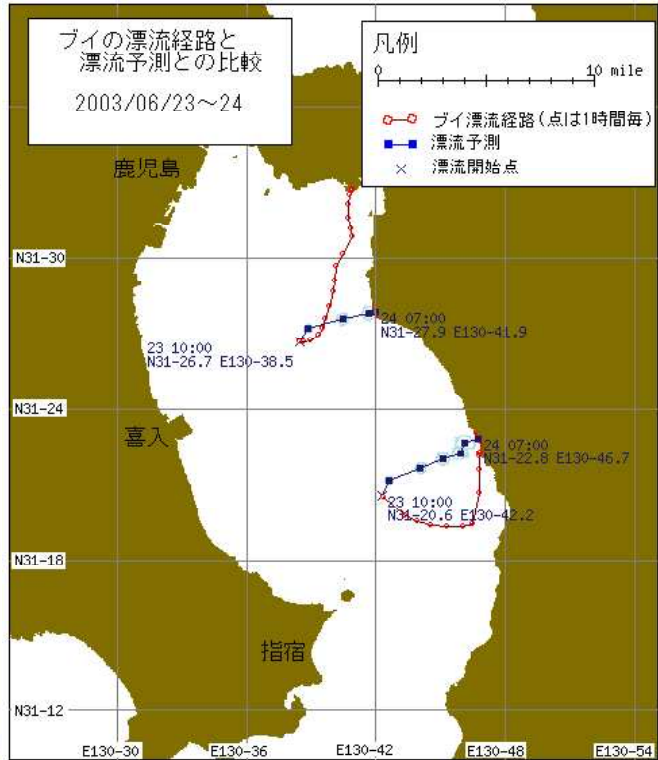 ブイの漂流経路と
漂流予測との比較
2003/06/23～24
凡例
0 10 mile
ブイ漂流経路(点は1時間毎)
漂流予測
漂流開始点
鹿児島
N31-30
24 07:00
N31-27.9 E130-41.9
23 10:00
N31-26.7 E130-38.5
N31-24
喜入
24 07:00
N31-22.8 E130-46.7
23 10:00
N31-20.6 E130-42.2
N31-18
指宿
N31-12
E130-30 E130-36 E130-42 E130-48 E130-54